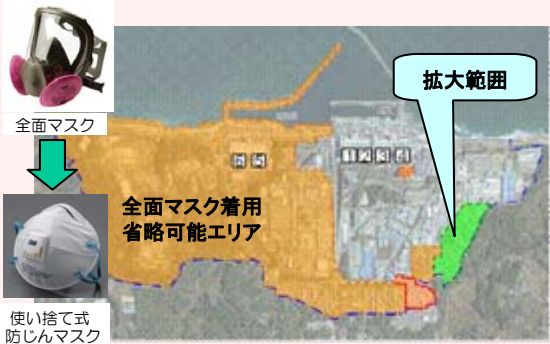 全面マスク
拡大範囲
全面マスク着用
省略可能エリア
使い捨て式
防じんマスク